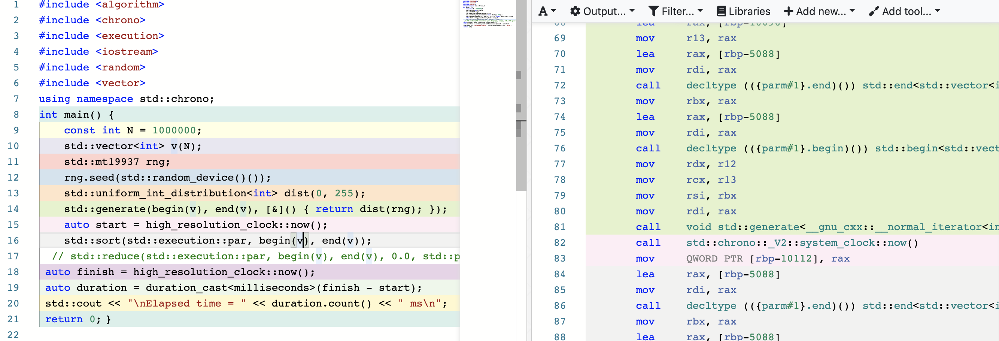 1 #include <algorithm>
2 #include <chrono>
3 #include <execution>
4 #include <iostream>
5 #include <random>
6 #include <vector>
7 using namespace std::chrono;
8 int main() {
9 const int N = 1000000;
10 std::vector<int> v(N);
11 std::mt19937 rng;
12 rng.seed(std::random_device()());
13 std::uniform_int_distribution<int> dist(0, 255);
14 std::generate(begin(v), end(v), [&]() { return dist(rng); });
15 auto start = high_resolution_clock::now();
16 std::sort(std::execution::par, begin(v), end(v));
17 // std::reduce(std::execution::par, begin(v), end(v), 0.0, std::p
18 auto finish = high_resolution_clock::now();
19 auto duration = duration_cast<milliseconds>(finish - start);
20 std::cout << "\nElapsed time = " << duration.count() << " ms\n";
21 return 0; }
22
A Output... Filter... Libraries Add new... Add tool...
68 lea rax, [rbp-10096]
69 mov r13, rax
70 lea rax, [rbp-5088]
71 mov rdi, rax
72 call decltype (({parm#1}.end)()) std::end<std::vector<i
73 mov rbx, rax
74 lea rax, [rbp-5088]
75 mov rdi, rax
76 call decltype (({parm#1}.begin)()) std::begin<std::vect
77 mov rdx, r12
78 mov rcx, r13
79 mov rsi, rbx
80 mov rdi, rax
81 call void std::generate<__gnu_cxx::__normal_iterator<in
82 call std::chrono::_V2::system_clock::now()
83 mov QWORD PTR [rbp-10112], rax
84 lea rax, [rbp-5088]
85 mov rdi, rax
86 call decltype (({parm#1}.end)()) std::end<std::vector<i
87 mov rbx, rax
88 lea rax, [rbp-5088]